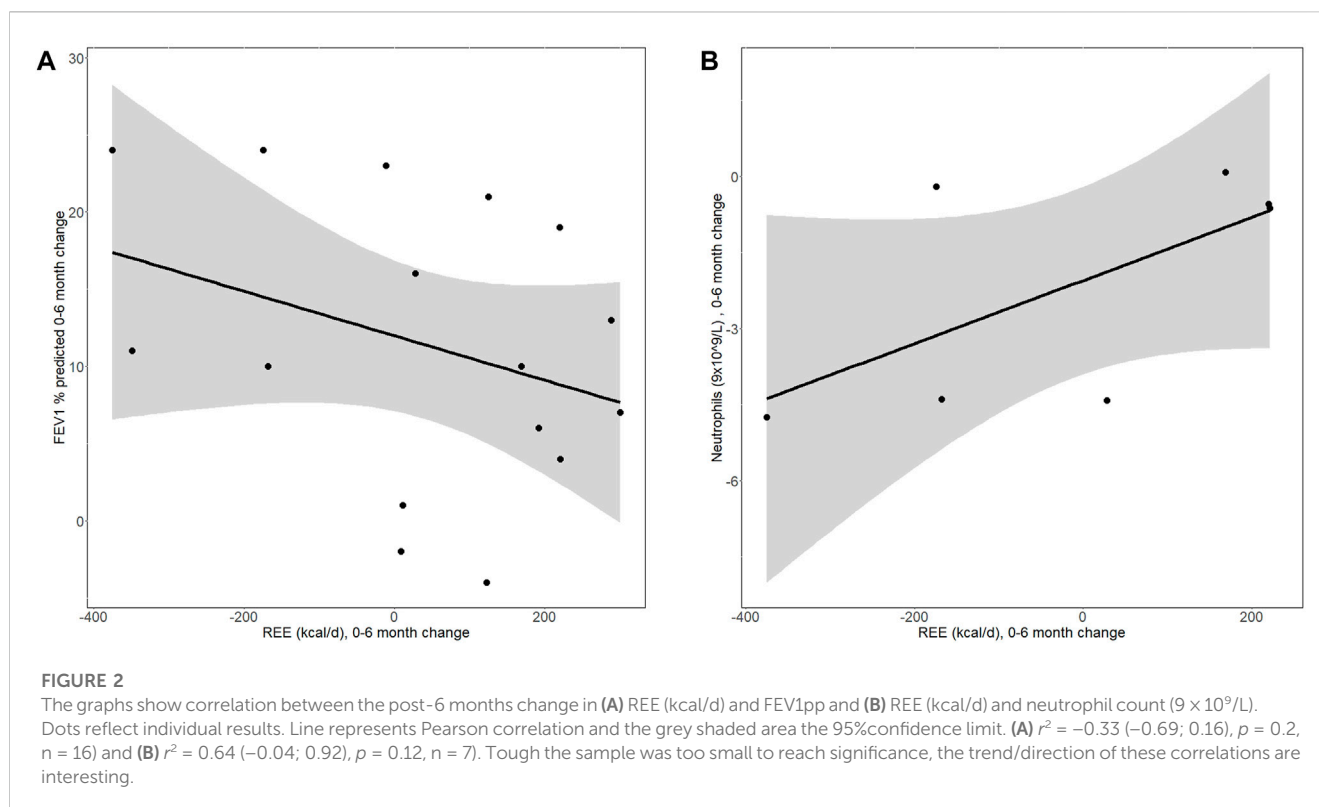 A
30
20
10
0
FEV1 % predicted 0-6 month change
-400
-200
0
200
REE (kcal/d), 0-6 month change
B
0
-3
-6
Neutrophils (9x10^9/L) , 0-6 month change
-400
-200
0
200
REE (kcal/d), 0-6 month change
FIGURE 2
The graphs show correlation between the post-6 months change in (A) REE (kcal/d) and FEV1pp and (B) REE (kcal/d) and neutrophil count (9 × 10⁹/L).
Dots reflect individual results. Line represents Pearson correlation and the grey shaded area the 95%confidence limit. (A) r² = −0.33 (−0.69; 0.16), p = 0.2,
n = 16) and (B) r² = 0.64 (−0.04; 0.92), p = 0.12, n = 7). Tough the sample was too small to reach significance, the trend/direction of these correlations are
interesting.